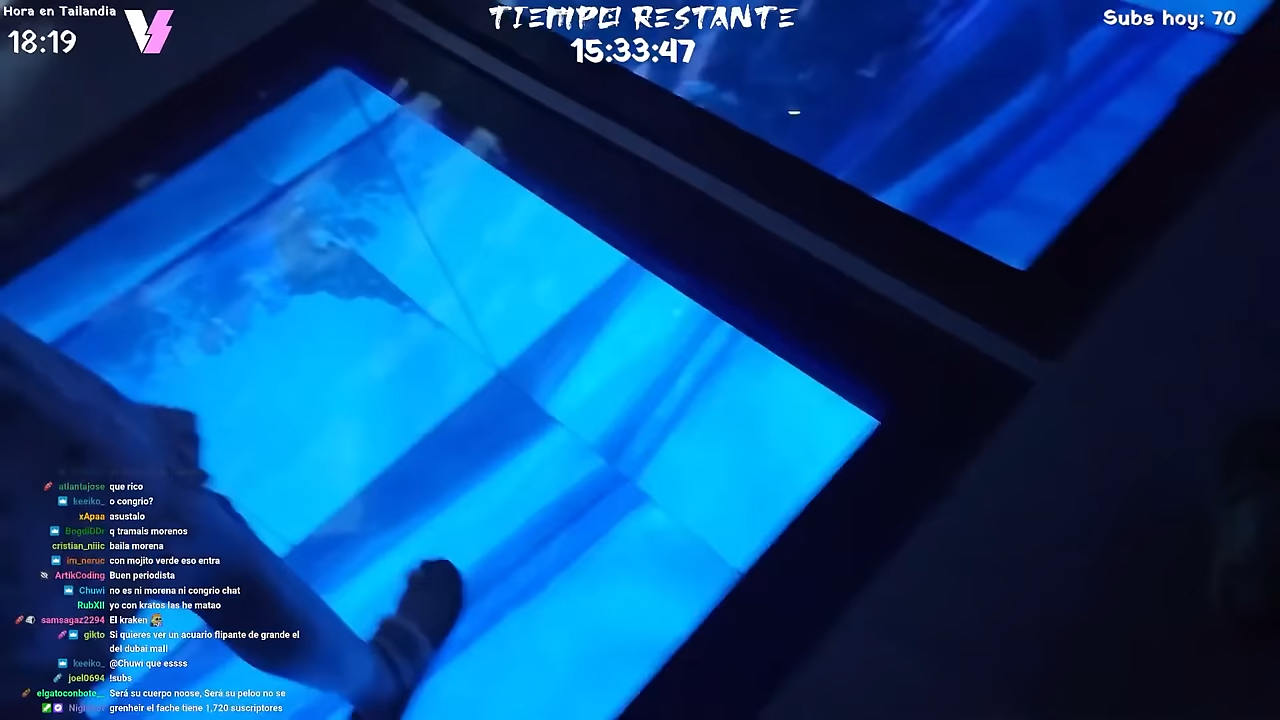 Hora en Tailandia
18:19
TIEMPO RESTANTE
15:33:47
Subs hoy: 70
atlantajose que rico
keeiko_ o congrio?
xApaa asustalo
BogdiDDr q tramais morenos
cristian_niiic baila morena
im_neruc con mojito verde eso entra
ArtikCoding Buen periodista
Chuwi no es ni morena ni congrio chat
RubXII yo con kratos las he matao
samsagaz2294 El kraken
gikto Si quieres ver un acuario flipante de grande el
del dubai mall
keeiko_ @Chuwi que essss
joel0694 !subs
elgatoconbote__ Será su cuerpo noose, Será su peloo no se
grenheir el fache tiene 1,720 suscriptores